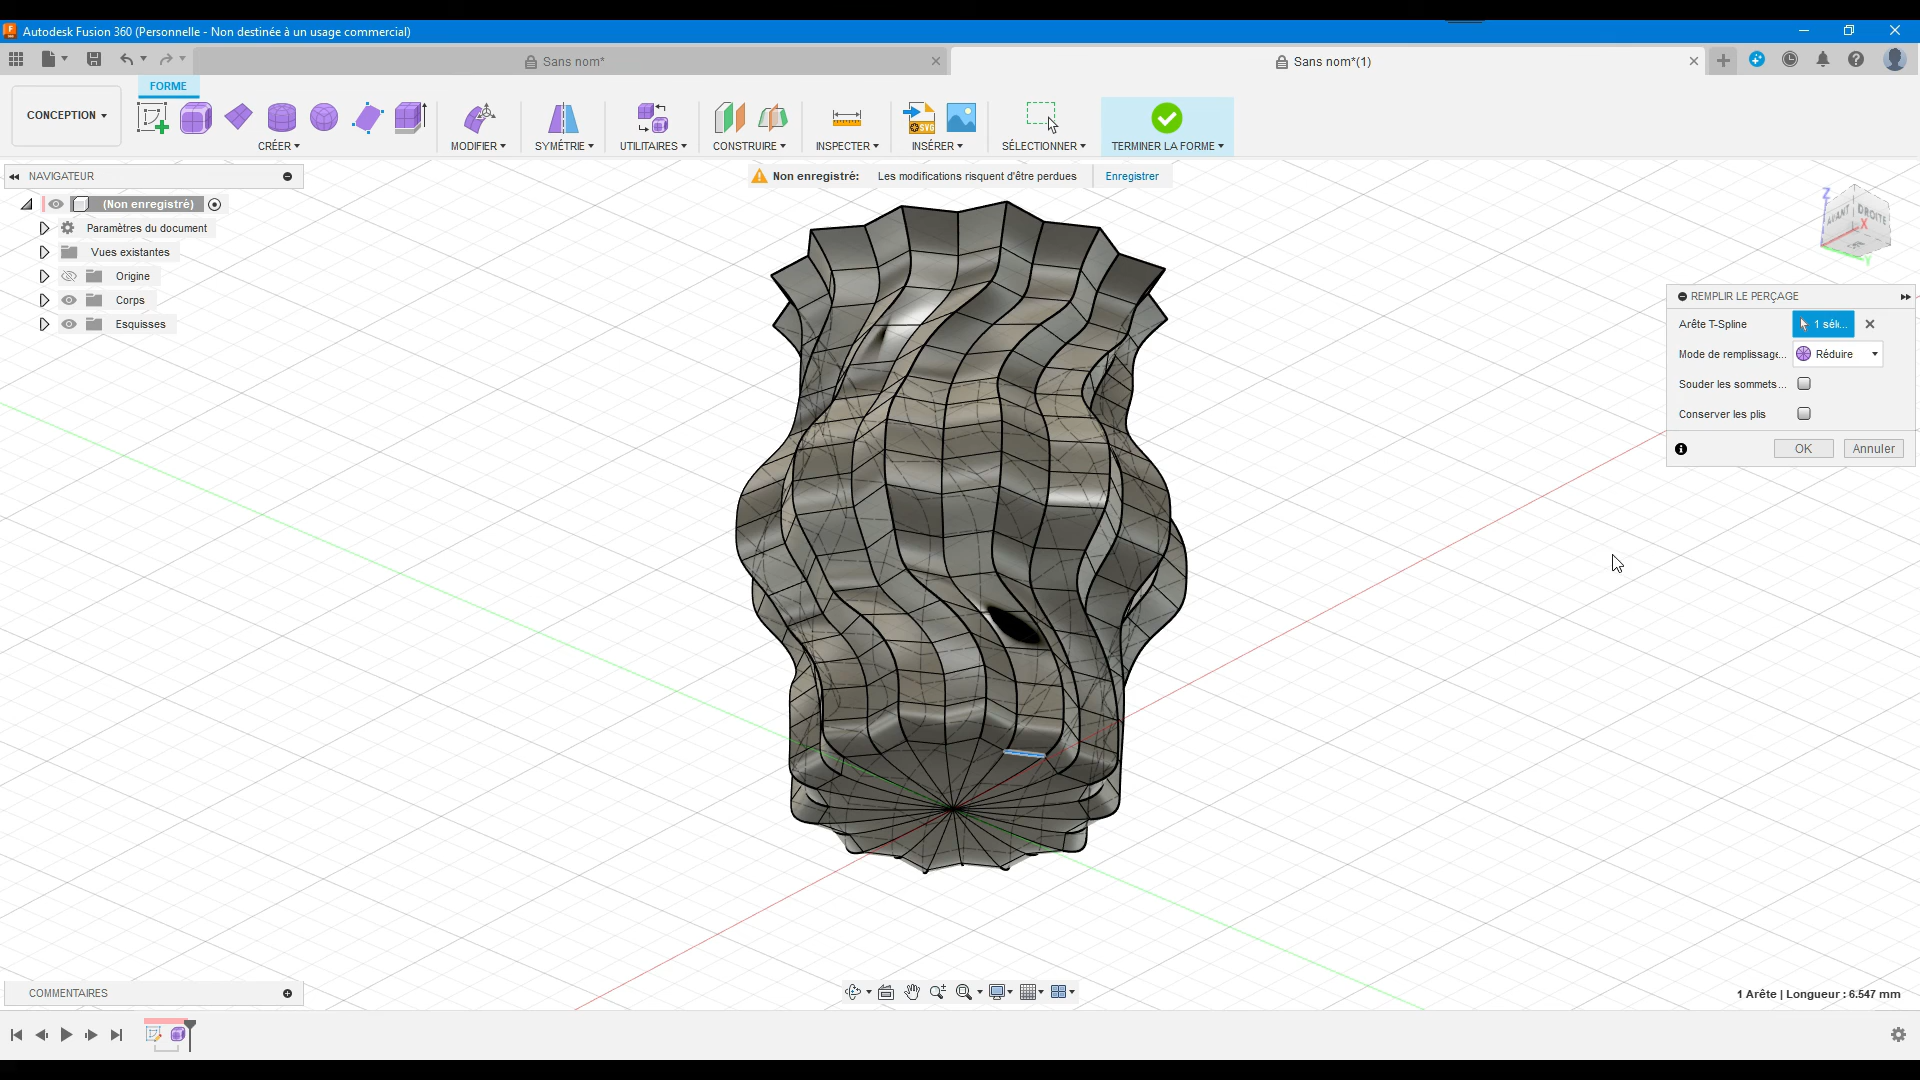 Autodesk Fusion 360 (Personnelle - Non destinée à un usage commercial)
Sans nom*
Sans nom*(1)
FORME
CONCEPTION
CRÉER
MODIFIER
SYMÉTRIE
UTILITAIRES
CONSTRUIRE
INSPECTER
INSÉRER
SÉLECTIONNER
TERMINER LA FORME
SVG
NAVIGATEUR
Non enregistré: Les modifications risquent d'être perdues Enregistrer
(Non enregistré)
Paramètres du document
Vues existantes
Origine
Corps
Esquisses
Z
AVANT
DROITE
X
Y
REMPLIR LE PERÇAGE
Arête T-Spline 1 sél...
Mode de remplissage... Réduire
Souder les sommets...
Conserver les plis
OK Annuler
COMMENTAIRES
1 Arête | Longueur : 6.547 mm